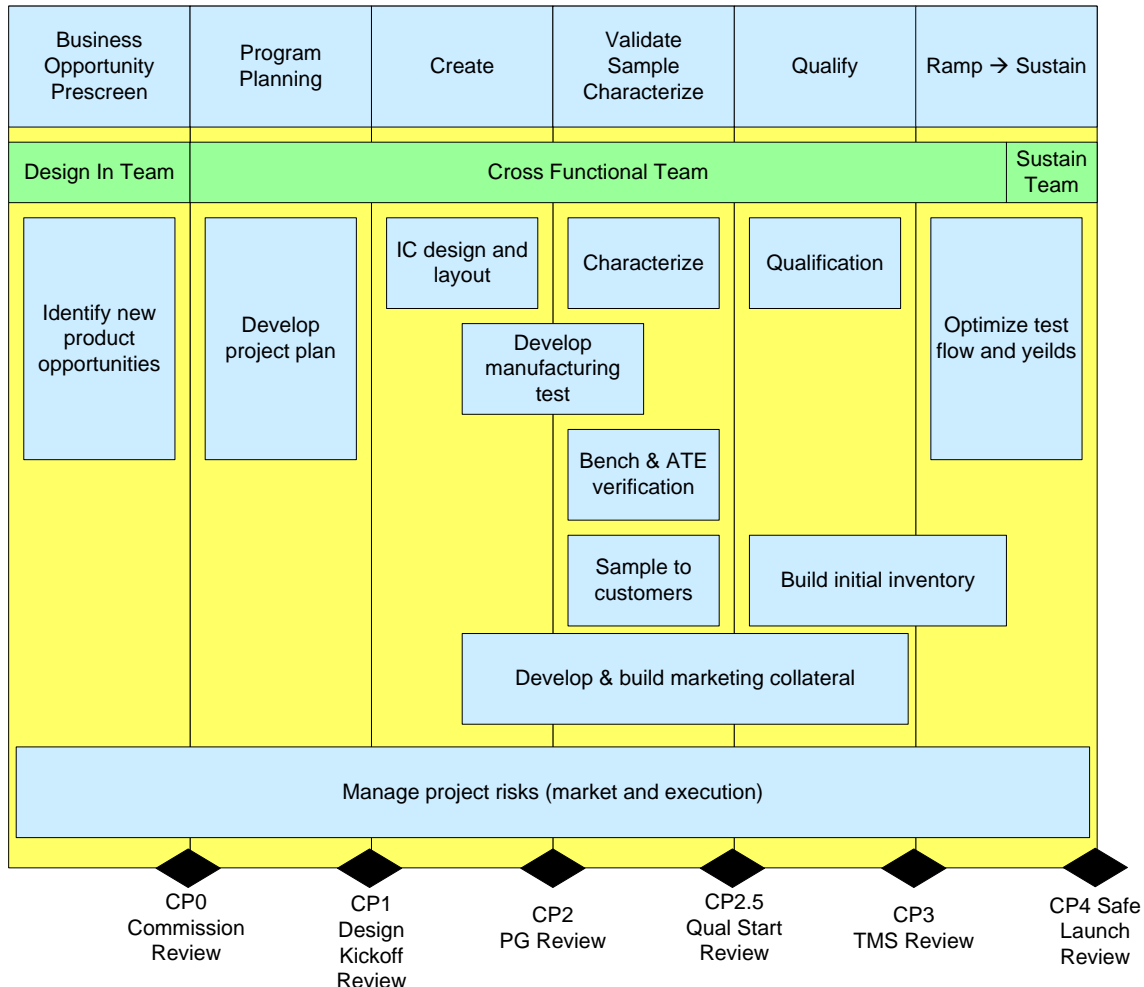 Business
Opportunity
Prescreen
Program
Planning
Create
Validate
Sample
Characterize
Qualify
Ramp → Sustain
Design In Team
Cross Functional Team
Sustain
Team
Identify new
product
opportunities
Develop
project plan
IC design and
layout
Characterize
Qualification
Optimize test
flow and yeilds
Develop
manufacturing
test
Bench & ATE
verification
Sample to
customers
Build initial inventory
Develop & build marketing collateral
Manage project risks (market and execution)
CP0
Commission
Review
CP1
Design
Kickoff
Review
CP2
PG Review
CP2.5
Qual Start
Review
CP3
TMS Review
CP4 Safe
Launch
Review